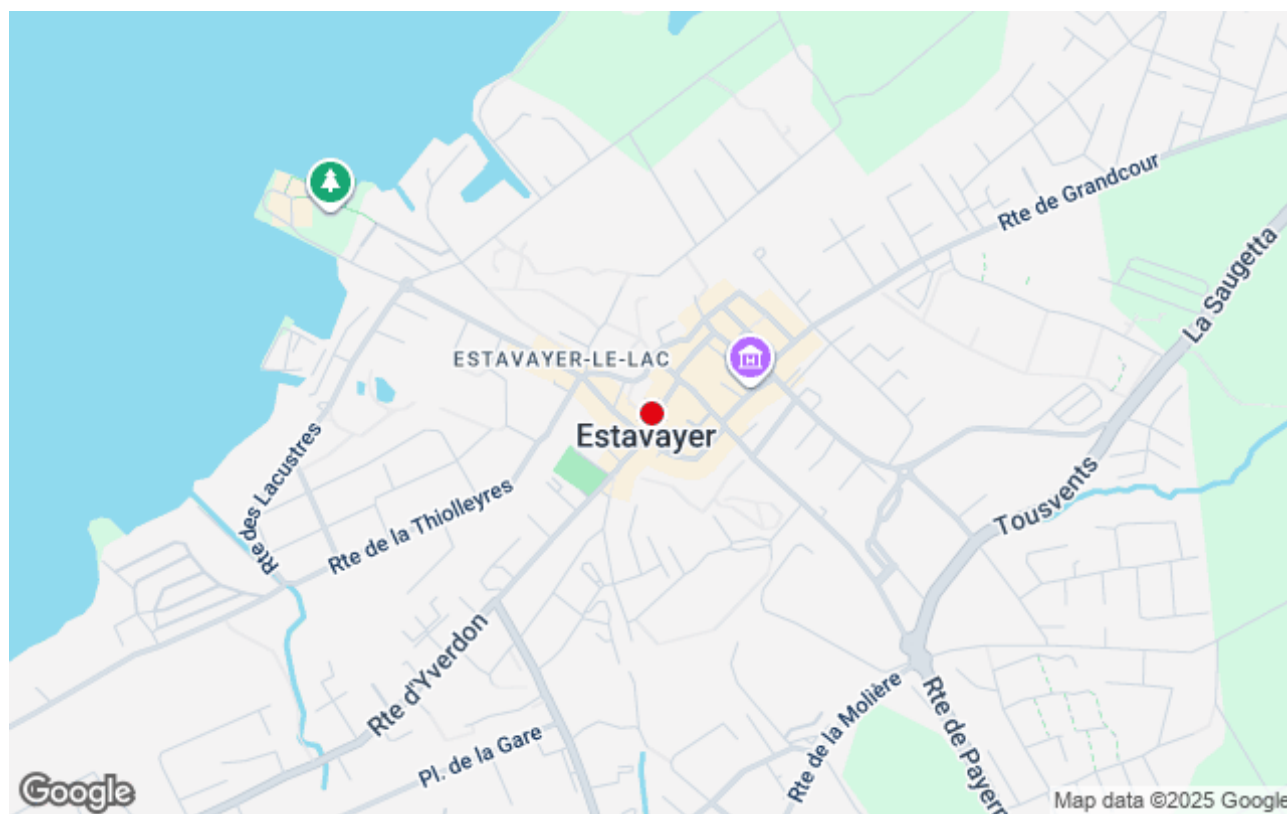 Rte de Grandcour
La Saugetta
ESTAVAYER-LE-LAC
Estavayer
Rte des Lacustres
Rte de la Thiolleyres
Tousvents
Rte d'Yverdon
Pl. de la Gare
Rte de la Molière
Rte de Payern
Google
Map data ©2025 Google